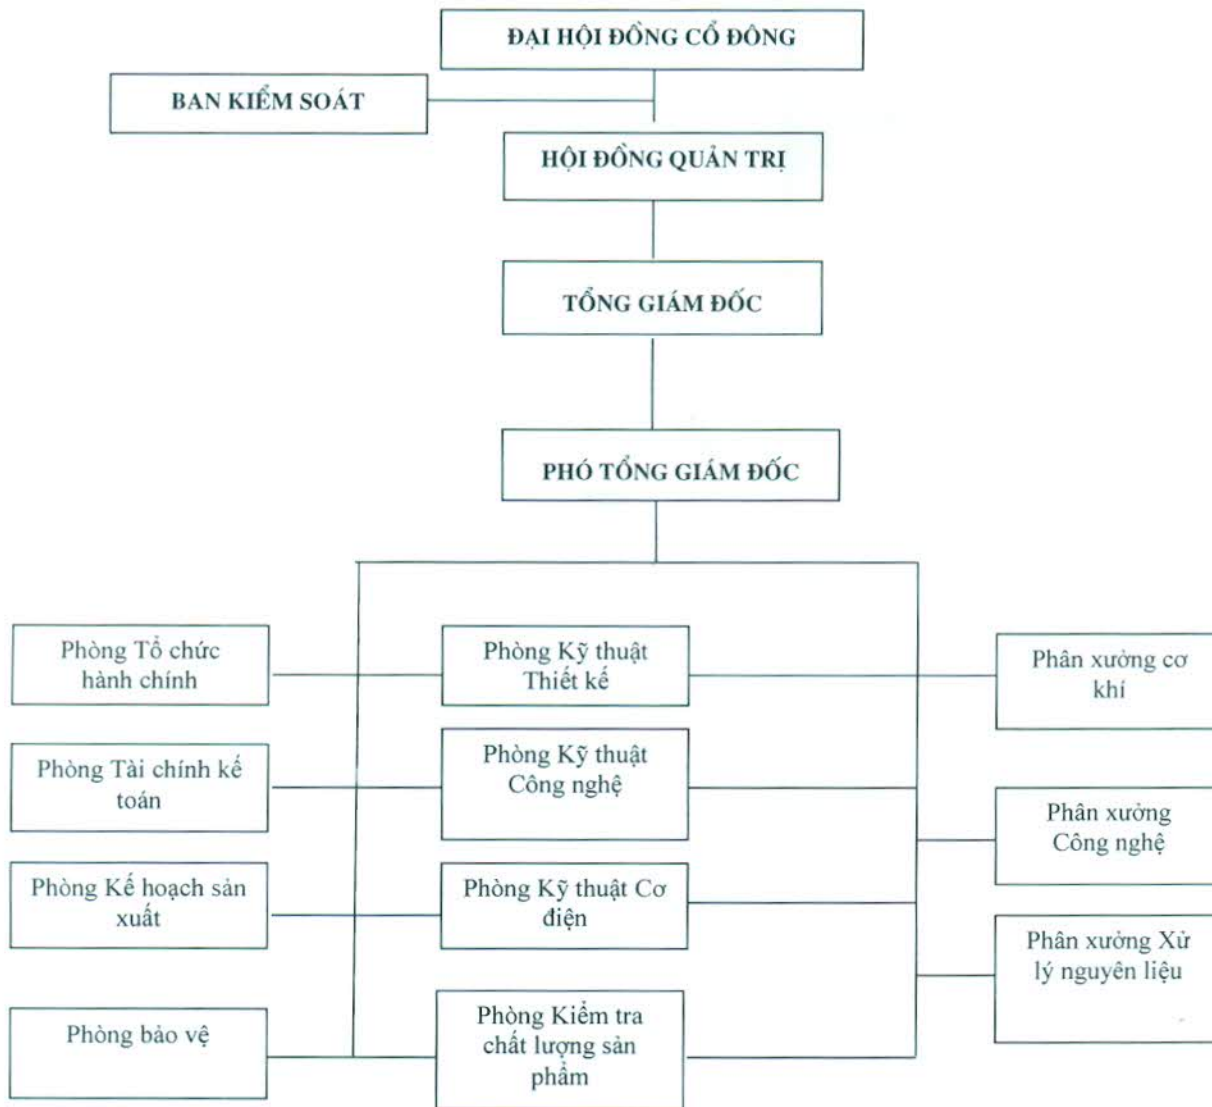 ĐẠI HỘI ĐỒNG CỔ ĐÔNG
BAN KIỂM SOÁT
HỘI ĐỒNG QUẢN TRỊ
TỔNG GIÁM ĐỐC
PHÓ TỔNG GIÁM ĐỐC
Phòng Tổ chức
hành chính
Phòng Kỹ thuật
Thiết kế
Phân xưởng cơ
khí
Phòng Tài chính kế
toán
Phòng Kỹ thuật
Công nghệ
Phân xưởng
Công nghệ
Phòng Kế hoạch sản
xuất
Phòng Kỹ thuật Cơ
điện
Phân xưởng Xử
lý nguyên liệu
Phòng bảo vệ
Phòng Kiểm tra
chất lượng sản
phẩm